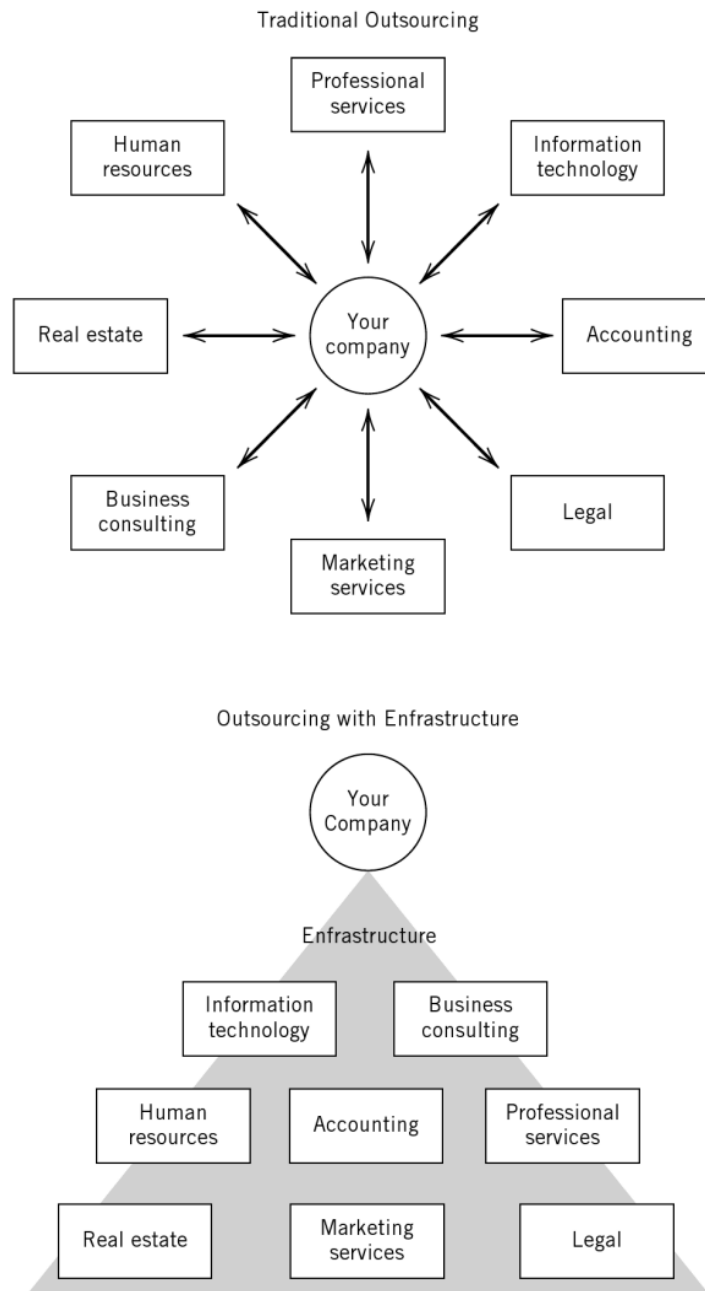 Traditional Outsourcing
Professional
services
Human
resources
Information
technology
Real estate
Your
company
Accounting
Business
consulting
Marketing
services
Legal
Outsourcing with Enfrastructure
Your
Company
Enfrastructure
Information
technology
Business
consulting
Human
resources
Accounting
Professional
services
Real estate
Marketing
services
Legal